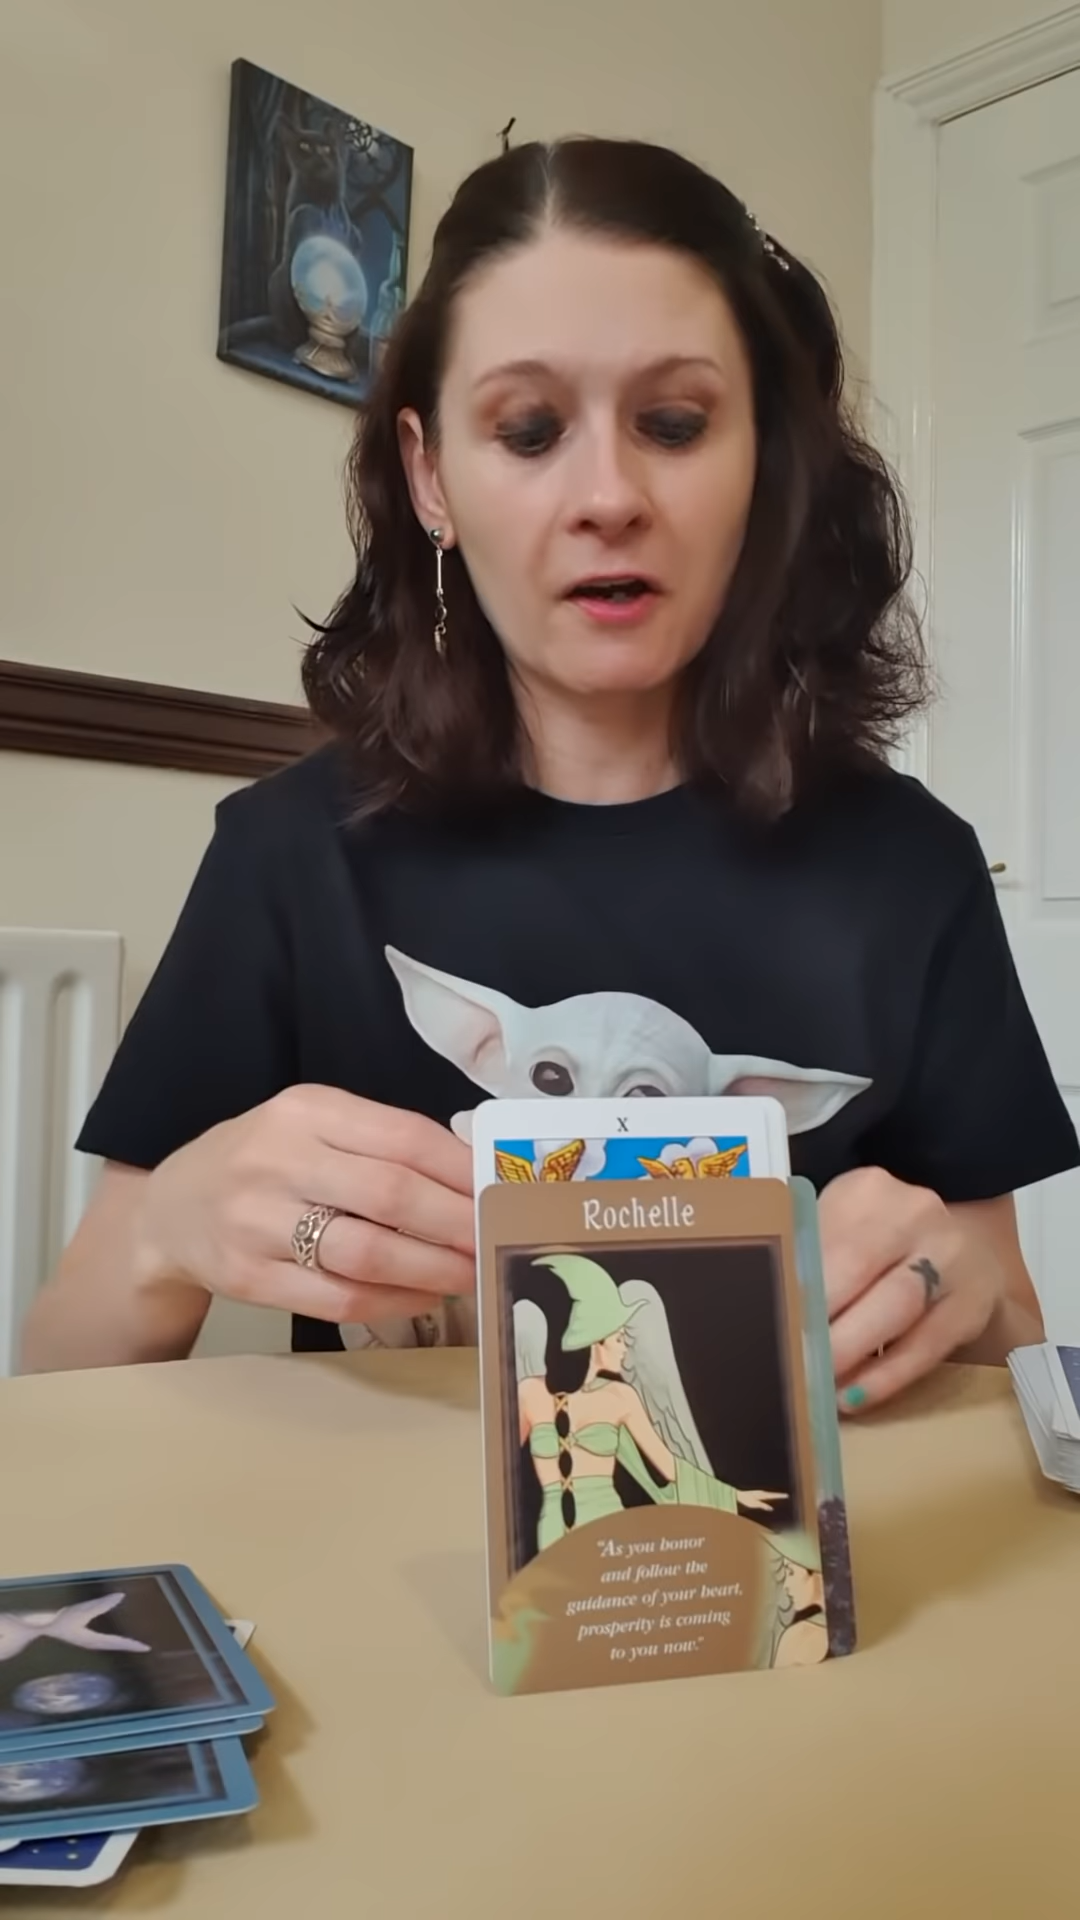 X
Rochelle
"As you honor
and follow the
guidance of your heart,
prosperity is coming
to you now."